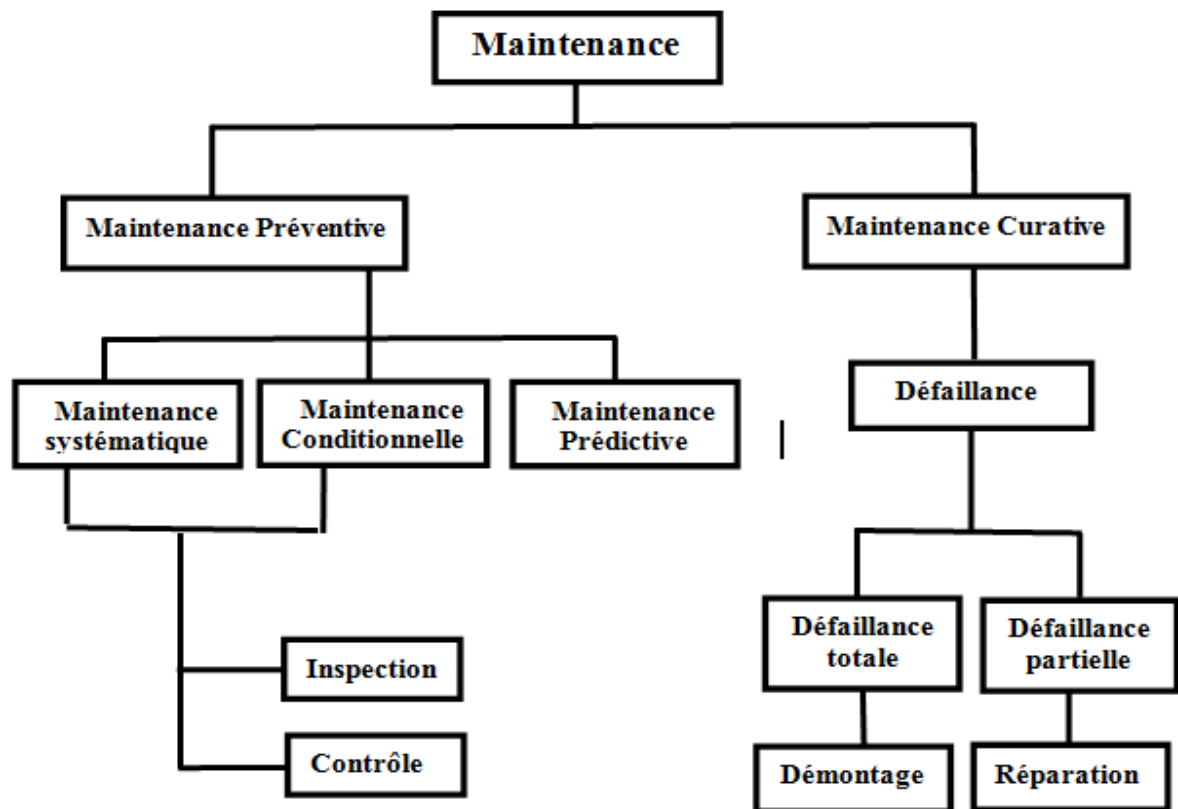 Maintenance
Maintenance Préventive
Maintenance Curative
Maintenance
systématique
Maintenance
Conditionnelle
Maintenance
Prédictive
Défaillance
Défaillance
totale
Défaillance
partielle
Inspection
Contrôle
Démontage
Réparation